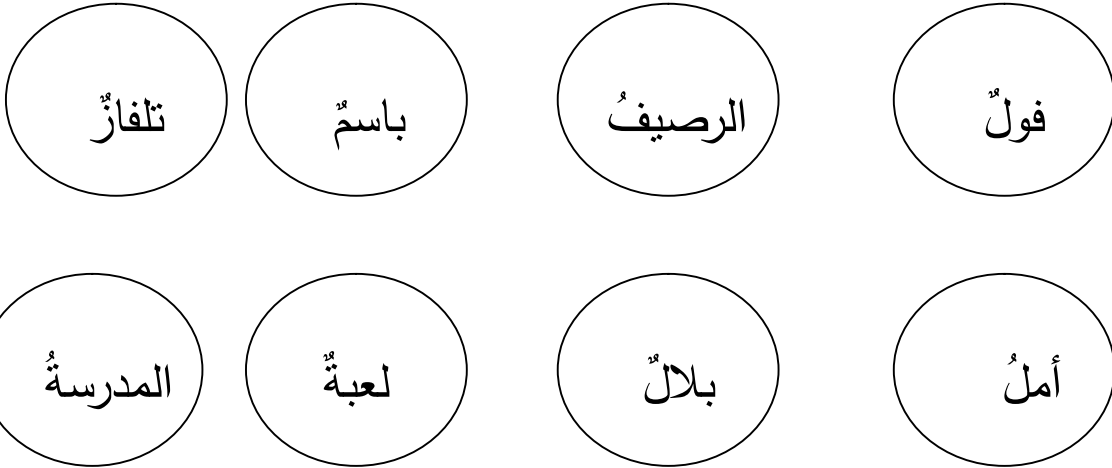 فولٌ الرصيفُ باسمٌ تلفازٌ
أملُ بلالٌ لعبةٌ المدرسةُ